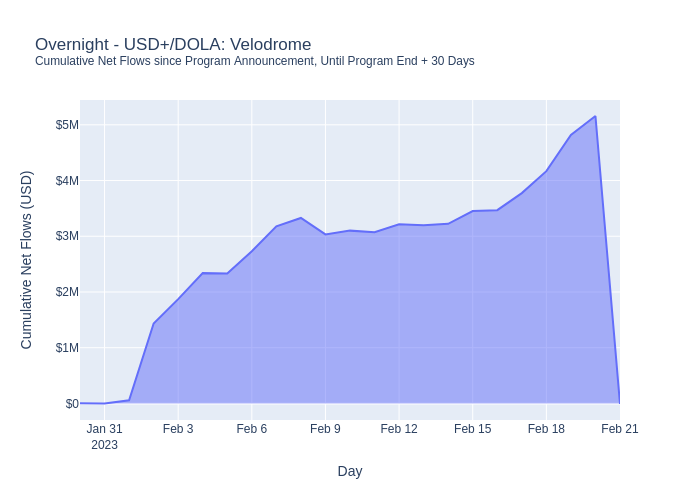 Overnight - USD+/DOLA: Velodrome
Cumulative Net Flows since Program Announcement, Until Program End + 30 Days
Cumulative Net Flows (USD)
$5M
$4M
$3M
$2M
$1M
$0
Jan 31
2023
Feb 3
Feb 6
Feb 9
Feb 12
Feb 15
Feb 18
Feb 21
Day